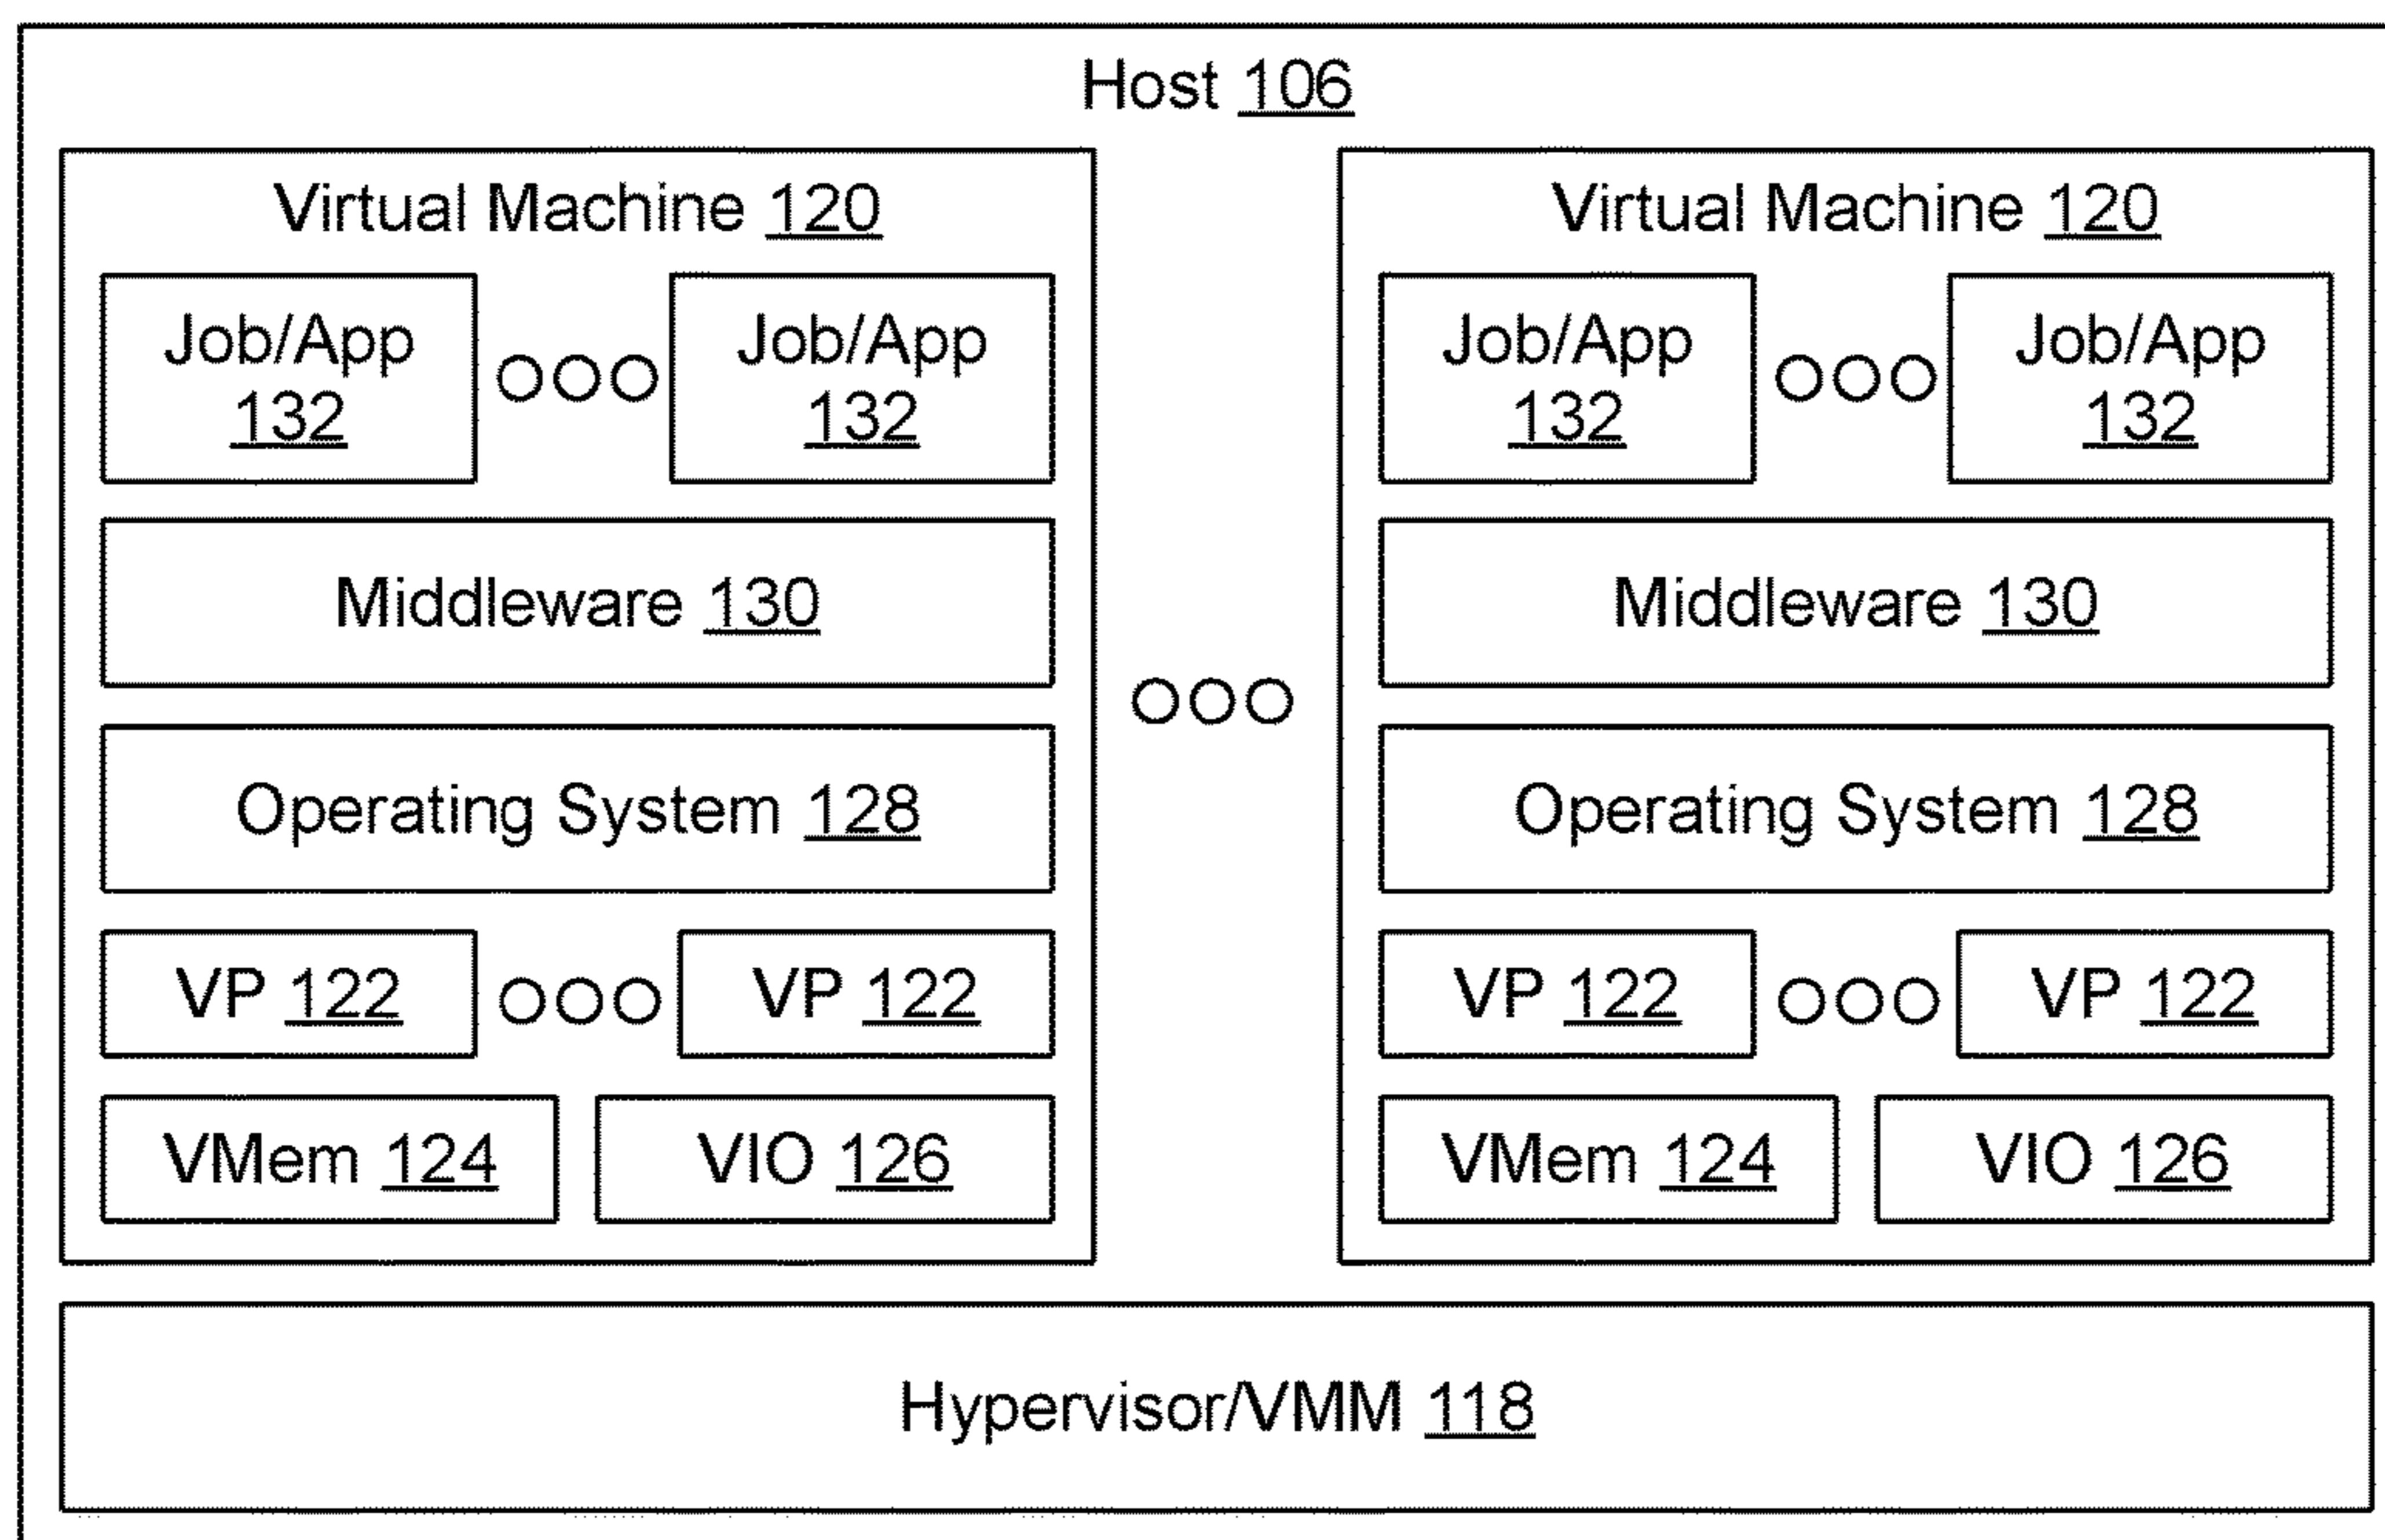 Host 106
Virtual Machine 120
Job/App
132
Job/App
132
Middleware 130
Operating System 128
VP 122
VP 122
VMem 124
VIO 126
Virtual Machine 120
Job/App
132
Job/App
132
Middleware 130
Operating System 128
VP 122
VP 122
VMem 124
VIO 126
Hypervisor/VMM 118